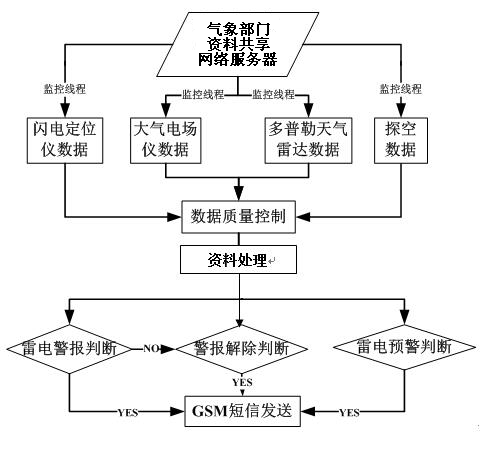 气象部门
资料共享
网络服务器
监控线程
监控线程
监控线程
监控线程
闪电定位
仪数据
大气电场
仪数据
多普勒天气
雷达数据
探空
数据
数据质量控制
资料处理
雷电警报判断
NO
警报解除判断
雷电预警判断
YES
YES
GSM短信发送
YES